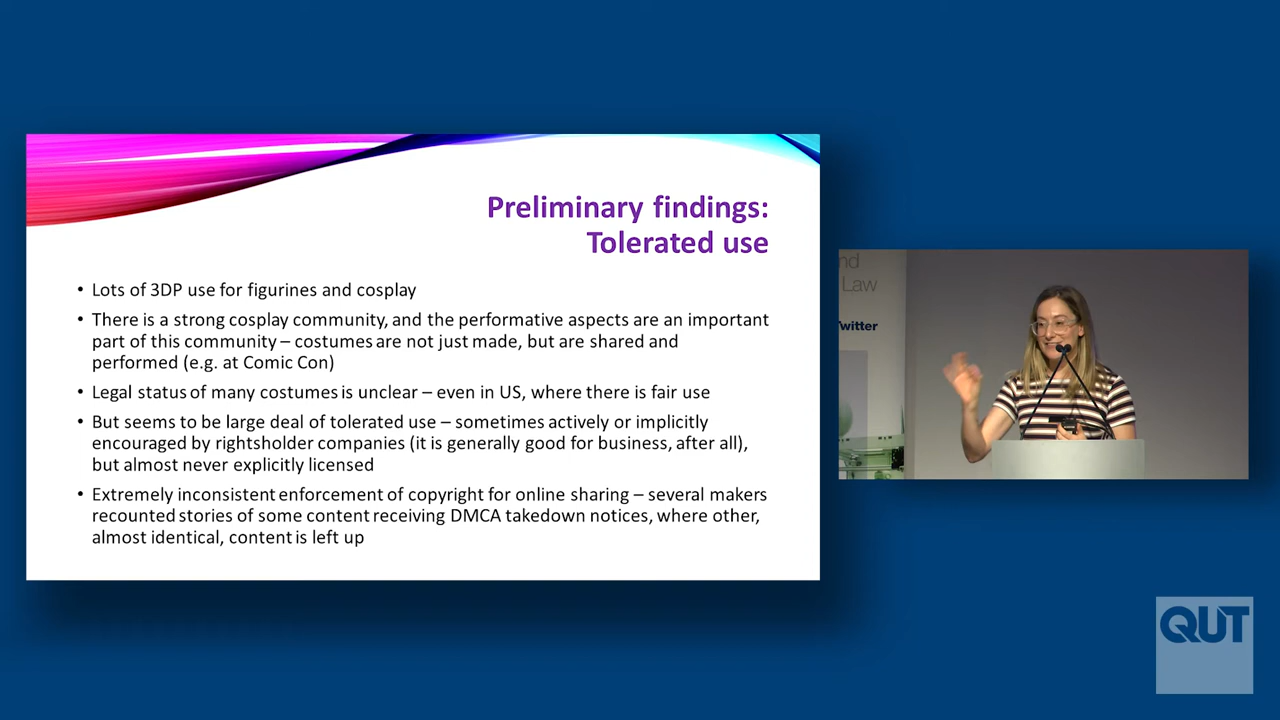 Preliminary findings:
Tolerated use
• Lots of 3DP use for figurines and cosplay
• There is a strong cosplay community, and the performative aspects are an important
part of this community – costumes are not just made, but are shared and
performed (e.g. at Comic Con)
• Legal status of many costumes is unclear – even in US, where there is fair use
• But seems to be large deal of tolerated use – sometimes actively or implicitly
encouraged by rightsholder companies (it is generally good for business, after all),
but almost never explicitly licensed
• Extremely inconsistent enforcement of copyright for online sharing – several makers
recounted stories of some content receiving DMCA takedown notices, where other,
almost identical, content is left up
nd
Law
Twitter
QUT